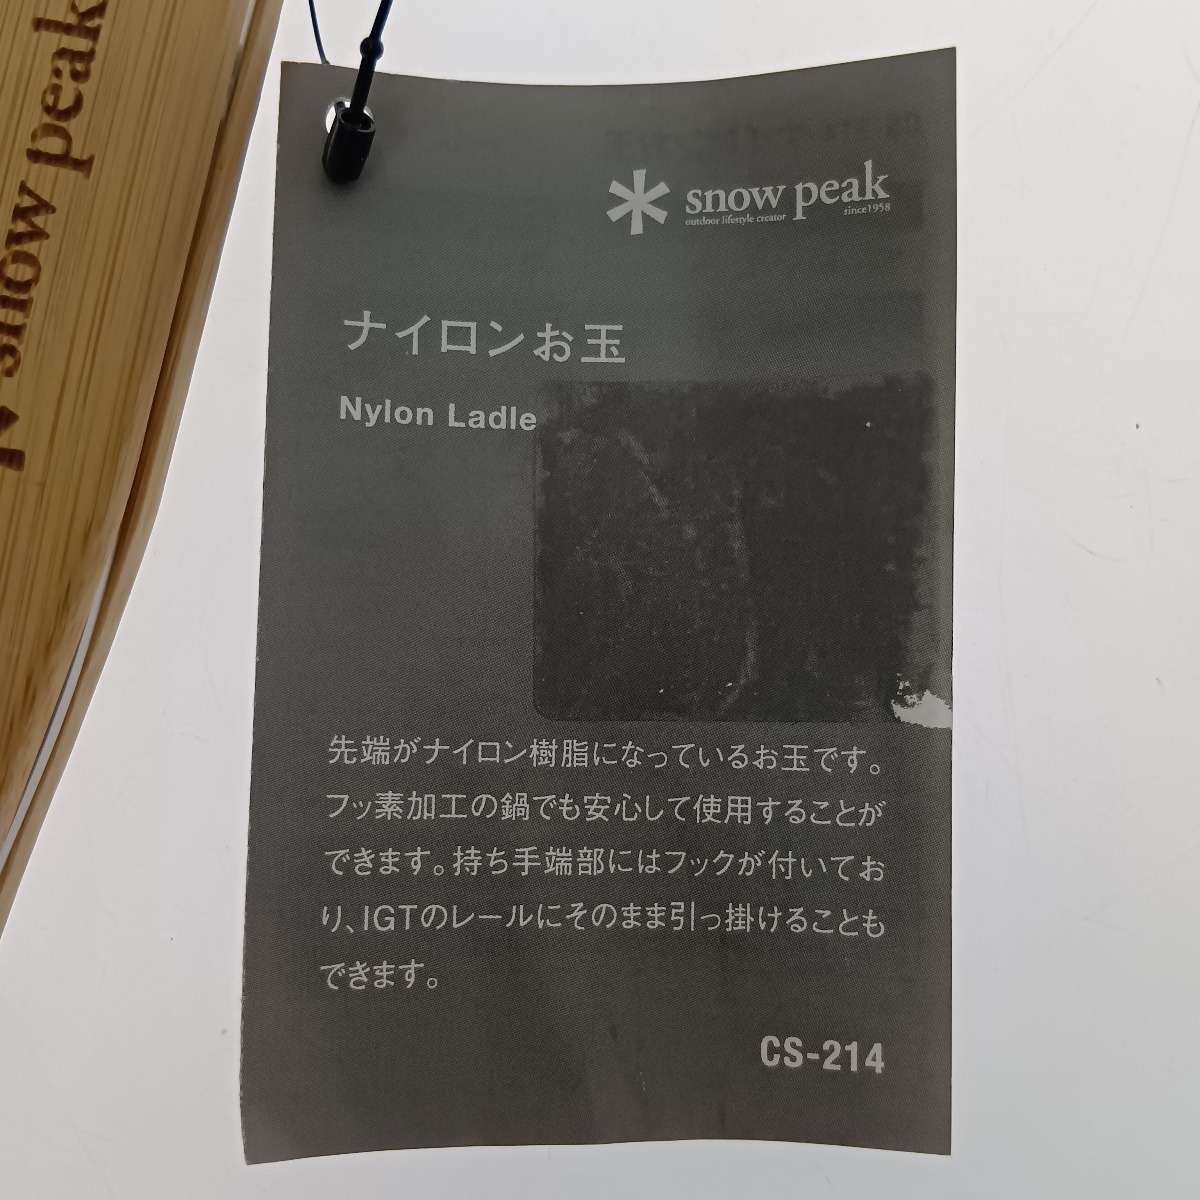 snow peak
snow peak
outdoor lifestyle creator
since1958
ナイロンお玉
Nylon Ladle
先端がナイロン樹脂になっているお玉です。
フッ素加工の鍋でも安心して使用することが
できます。持ち手端部にはフックが付いてお
り、IGTのレールにそのまま引っ掛けることも
できます。
CS-214